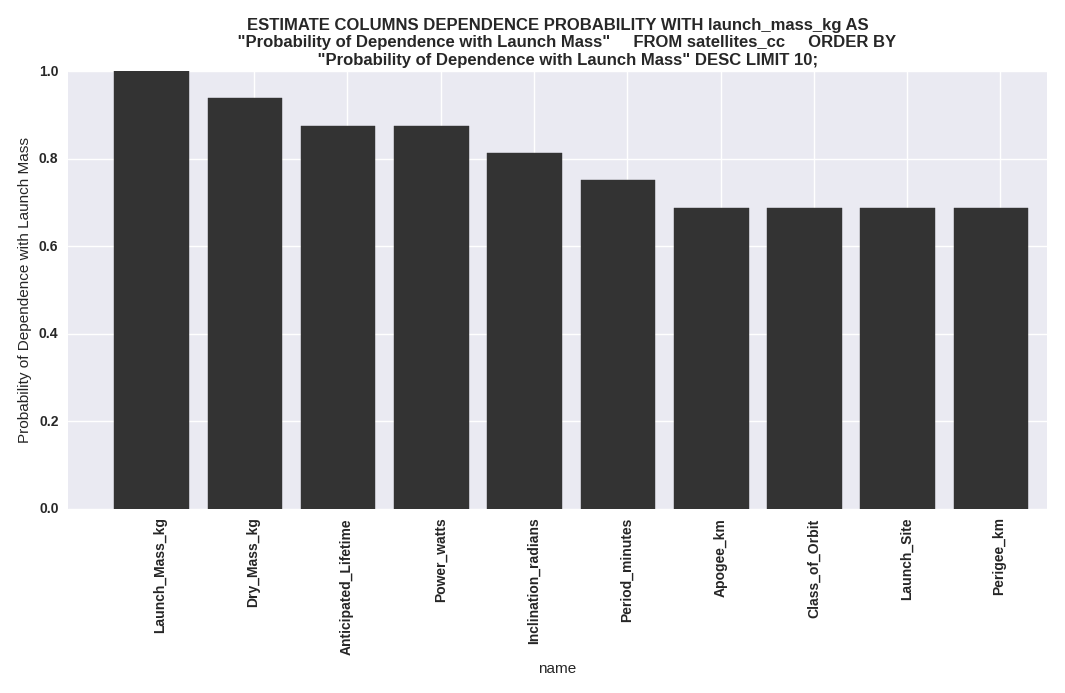 ESTIMATE COLUMNS DEPENDENCE PROBABILITY WITH launch_mass_kg AS
"Probability of Dependence with Launch Mass" FROM satellites_cc ORDER BY
"Probability of Dependence with Launch Mass" DESC LIMIT 10;
Probability of Dependence with Launch Mass
1.0
0.8
0.6
0.4
0.2
0.0
Launch_Mass_kg
Dry_Mass_kg
Anticipated_Lifetime
Power_watts
Inclination_radians
Period_minutes
Apogee_km
Class_of_Orbit
Launch_Site
Perigee_km
name